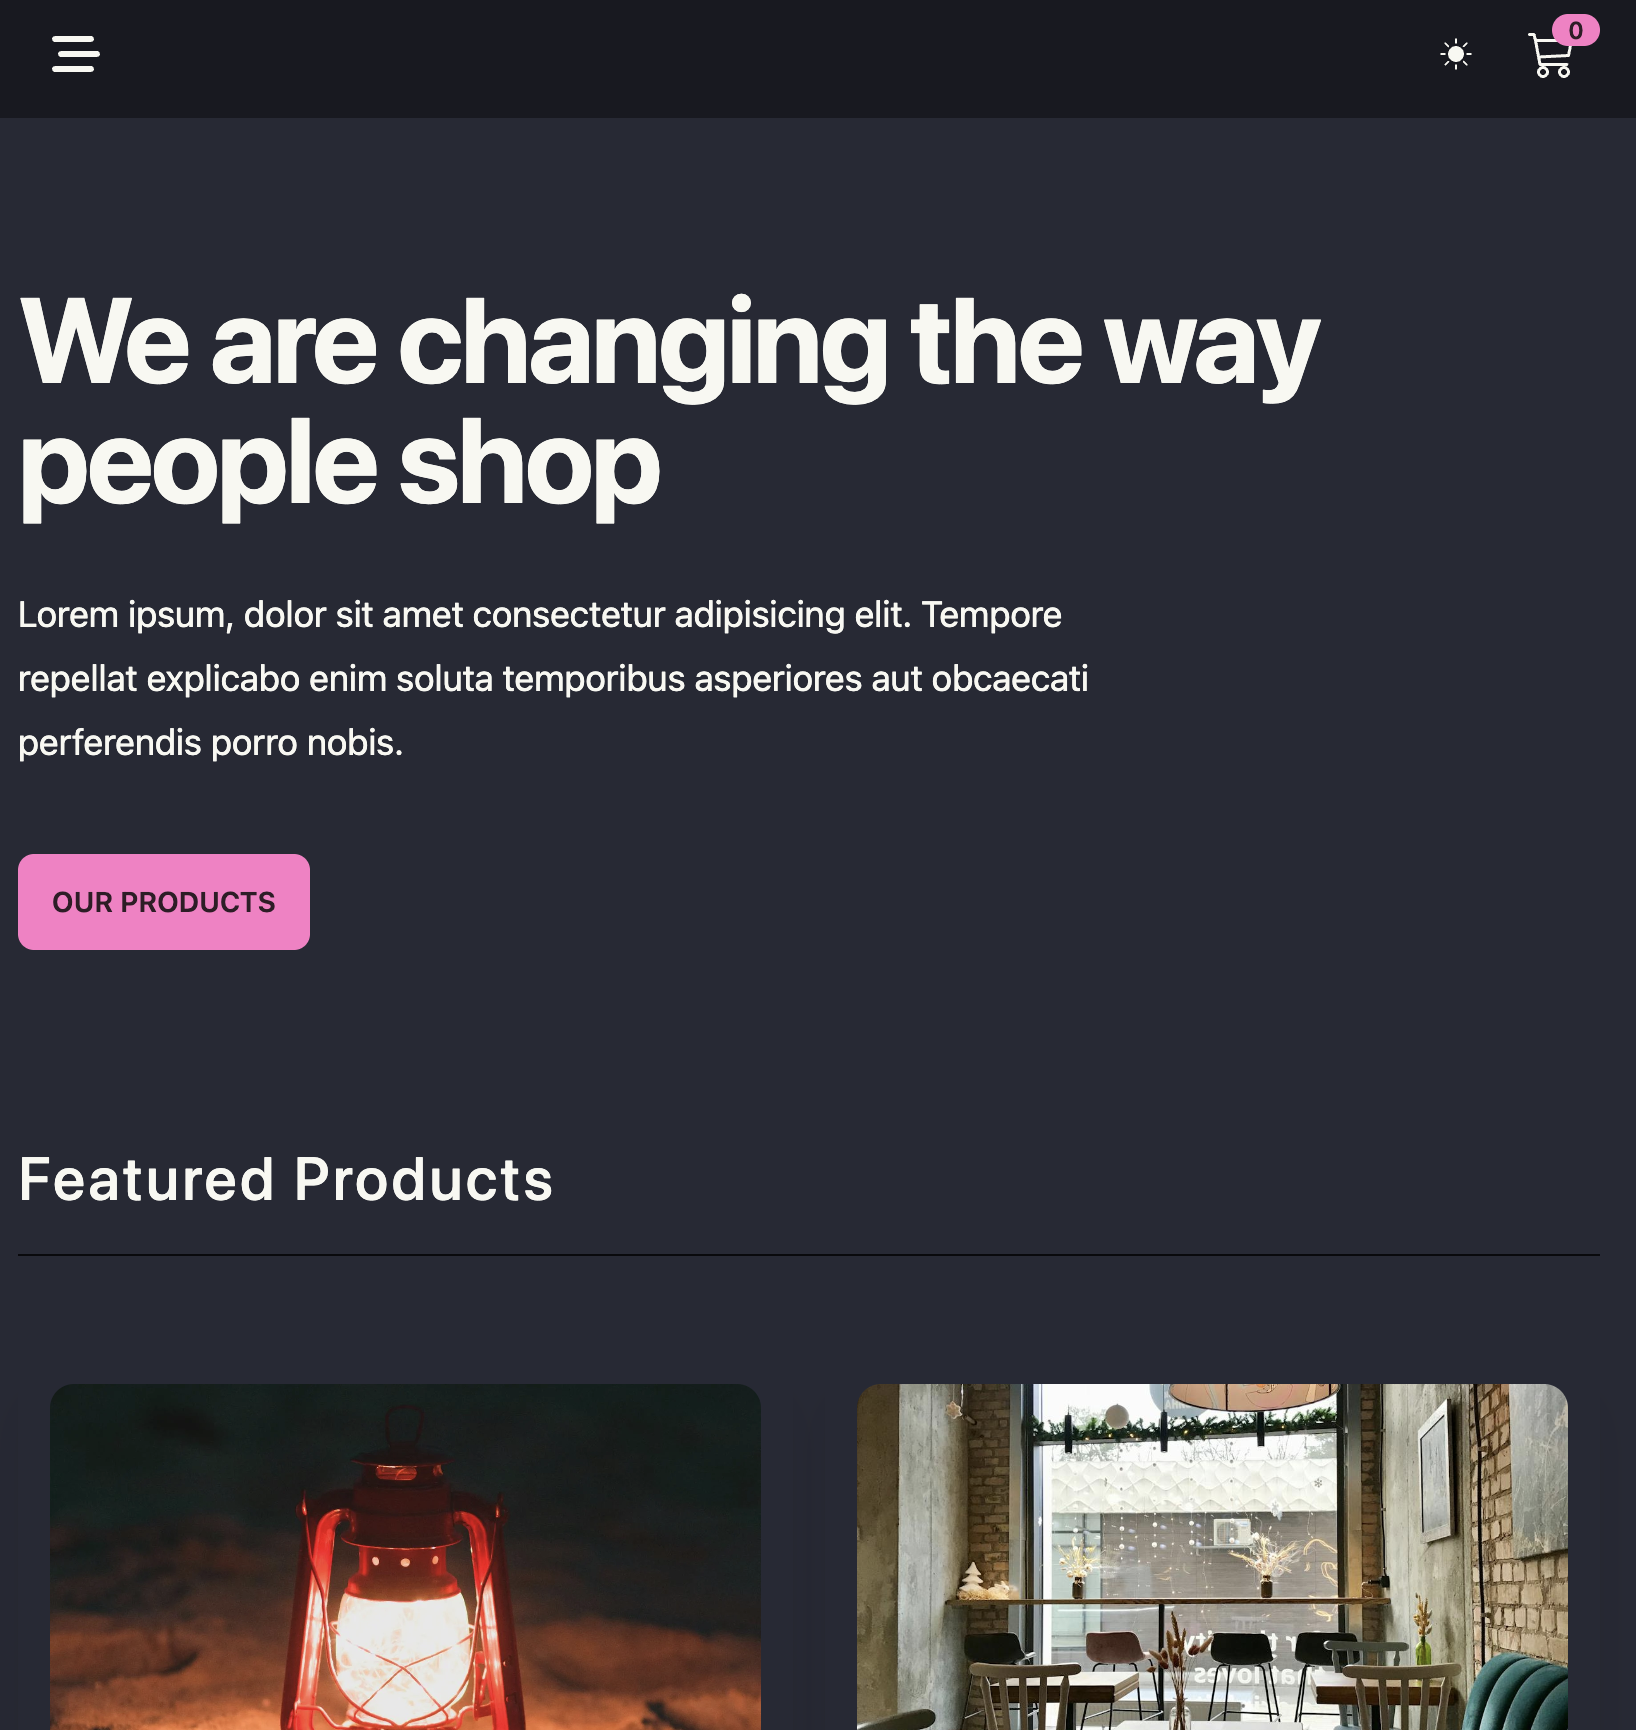 0
We are changing the way
people shop
Lorem ipsum, dolor sit amet consectetur adipisicing elit. Tempore
repellat explicabo enim soluta temporibus asperiores aut obcaecati
perferendis porro nobis.
OUR PRODUCTS
Featured Products